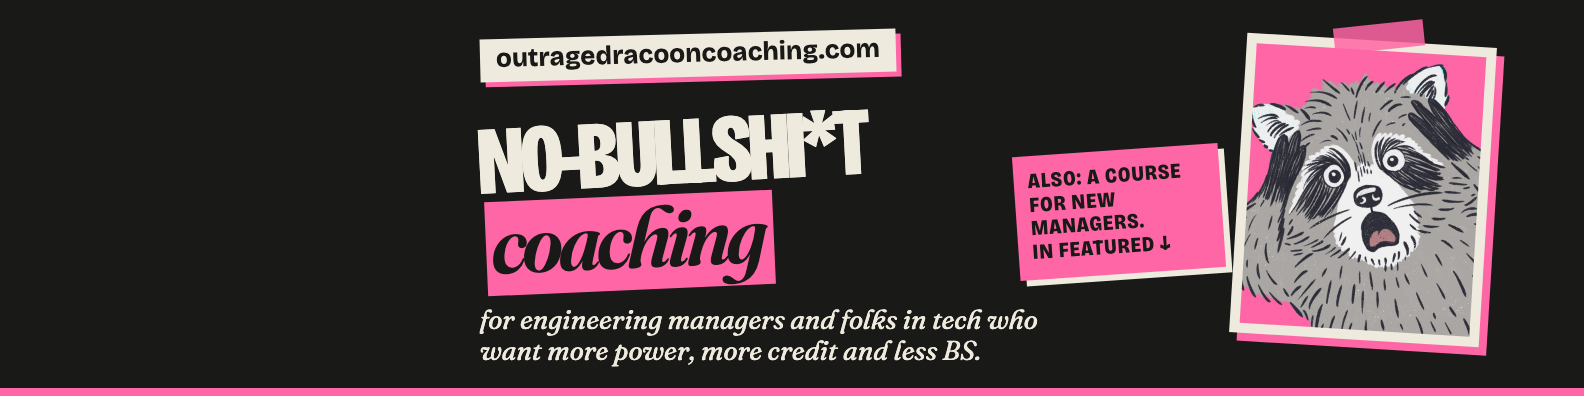 outragedracooncoaching.com
NO-BULLSHI*T
coaching
for engineering managers and folks in tech who
want more power, more credit and less BS.
ALSO: A COURSE
FOR NEW
MANAGERS.
IN FEATURED ↓